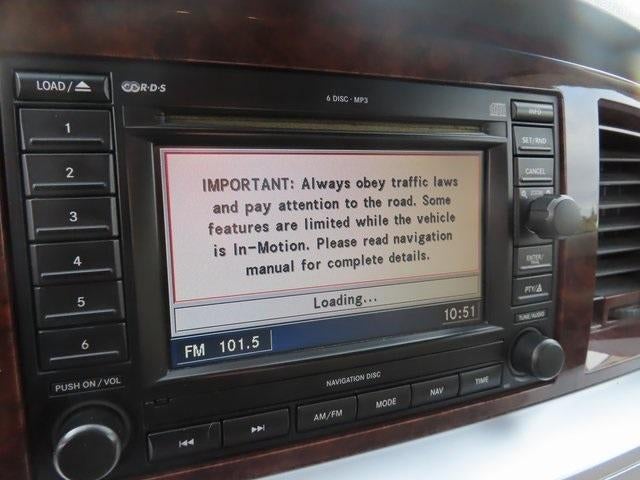 LOAD/
R·D·S
6 DISC · MP3
INFO
1
SET/RND
2
CANCEL
3
4
ENTER/
5
PTY/
6
TUNE/AUDIO
IMPORTANT: Always obey traffic laws
and pay attention to the road. Some
features are limited while the vehicle
is In-Motion. Please read navigation
manual for complete details.
Loading...
FM 101.5
10:51
PUSH ON / VOL
NAVIGATION DISC
AM/FM
MODE
NAV
TIME